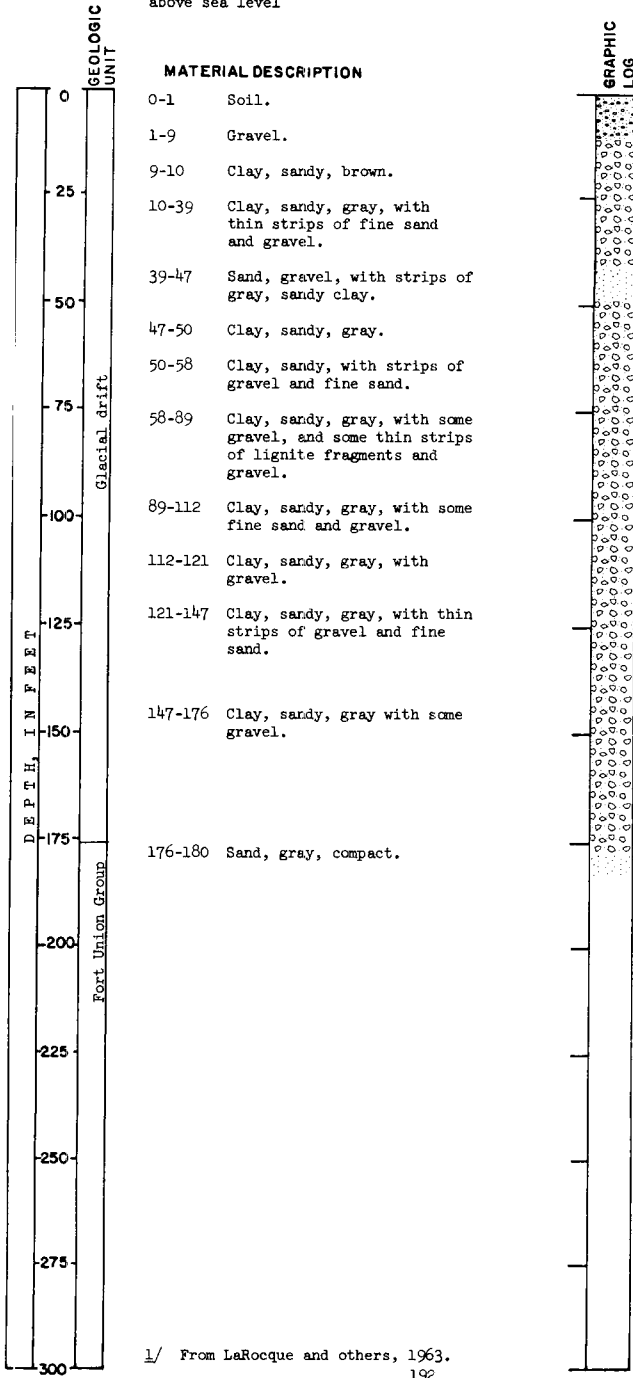 above sea level
GEOLOGIC
UNIT
MATERIAL DESCRIPTION
GRAPHIC
LOG
0
0-1 Soil.
1-9 Gravel.
9-10 Clay, sandy, brown.
25
10-39 Clay, sandy, gray, with
thin strips of fine sand
and gravel.
39-47 Sand, gravel, with strips of
gray, sandy clay.
50
47-50 Clay, sandy, gray.
50-58 Clay, sandy, with strips of
gravel and fine sand.
75
Glacial drift
58-89 Clay, sandy, gray, with some
gravel, and some thin strips
of lignite fragments and
gravel.
100
89-112 Clay, sandy, gray, with some
fine sand and gravel.
112-121 Clay, sandy, gray, with
gravel.
125
121-147 Clay, sandy, gray, with thin
strips of gravel and fine
sand.
DEPTH, IN FEET
150
147-176 Clay, sandy, gray with some
gravel.
175
176-180 Sand, gray, compact.
Fort Union Group
200
225
250
275
300
1/ From LaRocque and others, 1963.
192